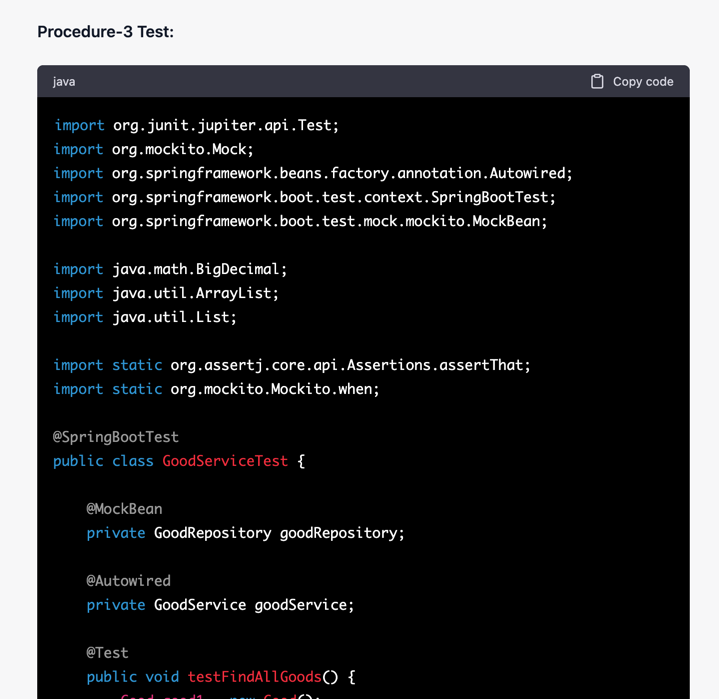 Procedure-3 Test:
java
Copy code
import org.junit.jupiter.api.Test;
import org.mockito.Mock;
import org.springframework.beans.factory.annotation.Autowired;
import org.springframework.boot.test.context.SpringBootTest;
import org.springframework.boot.test.mock.mockito.MockBean;
import java.math.BigDecimal;
import java.util.ArrayList;
import java.util.List;
import static org.assertj.core.api.Assertions.assertThat;
import static org.mockito.Mockito.when;
@SpringBootTest
public class GoodServiceTest {
@MockBean
private GoodRepository goodRepository;
@Autowired
private GoodService goodService;
@Test
public void testFindAllGoods() {
Good good1 = new Good();